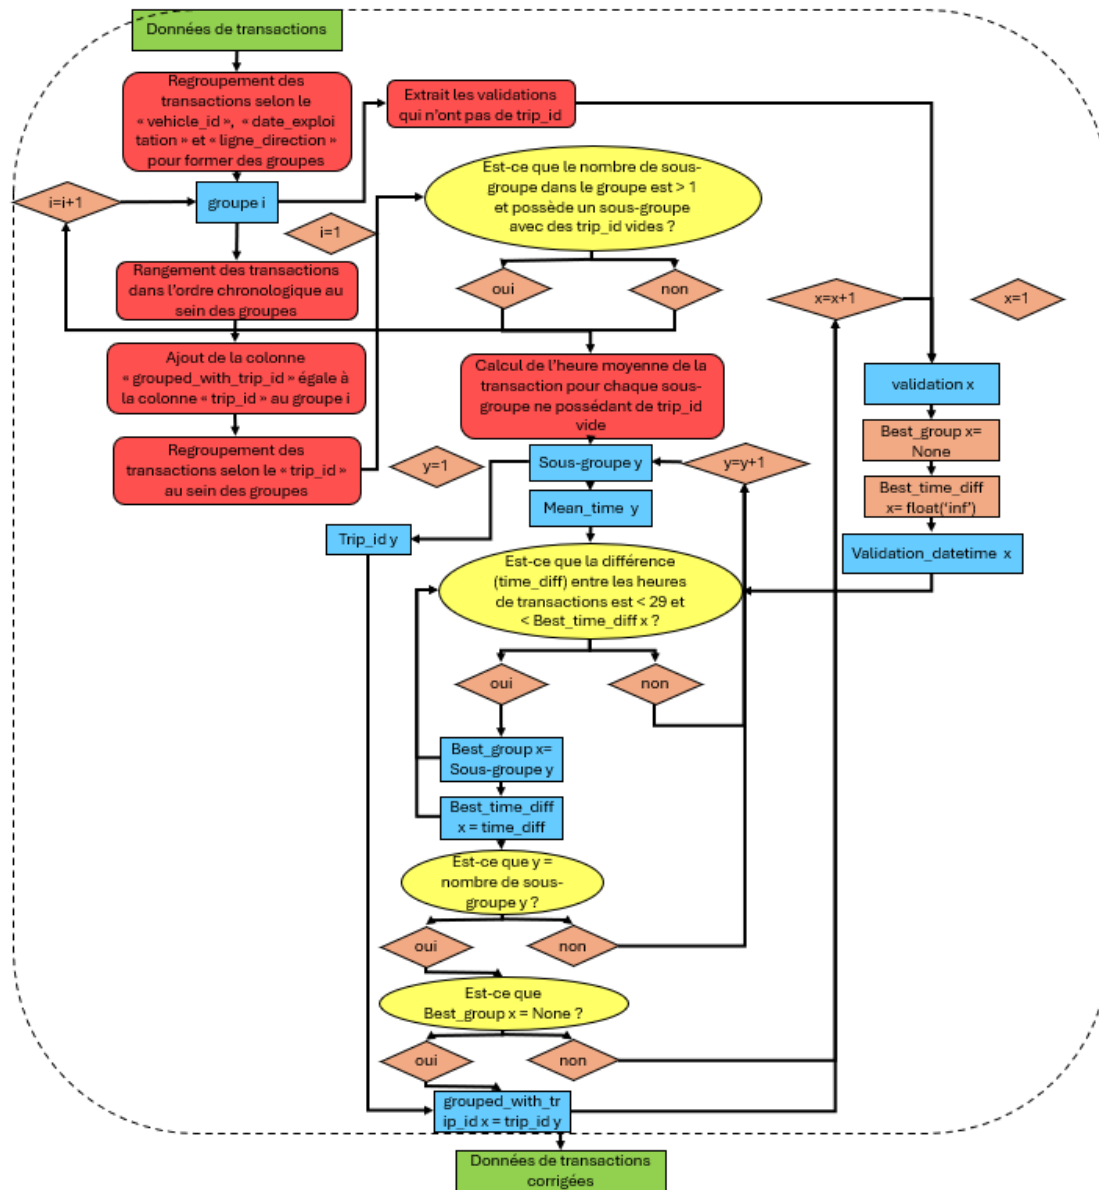 Données de transactions
Regroupement des
transactions selon le
« vehicle_id », « date_exploi
tation » et « ligne_direction »
pour former des groupes
Extrait les validations
qui n'ont pas de trip_id
Est-ce que le nombre de sous-
groupe dans le groupe est > 1
et possède un sous-groupe
avec des trip_id vides ?
i=i+1
groupe i
i=1
Rangement des transactions
dans l'ordre chronologique au
sein des groupes
oui
non
x=x+1
x=1
Ajout de la colonne
« grouped_with_trip_id » égale à
la colonne « trip_id » au groupe i
Calcul de l'heure moyenne de la
transaction pour chaque sous-
groupe ne possédant de trip_id
vide
validation x
Regroupement des
transactions selon le « trip_id »
au sein des groupes
y=1
Sous-groupe y
y=y+1
Best_group x=
None
Mean_time y
Best_time_diff
x= float('inf')
Trip_id y
Validation_datetime x
Est-ce que la différence
(time_diff) entre les heures
de transactions est < 29 et
< Best_time_diff x ?
oui
non
Best_group x=
Sous-groupe y
Best_time_diff
x = time_diff
Est-ce que y =
nombre de sous-
groupe y ?
oui
non
Est-ce que
Best_group x = None ?
oui
non
grouped_with_tr
ip_id x = trip_id y
Données de transactions
corrigées